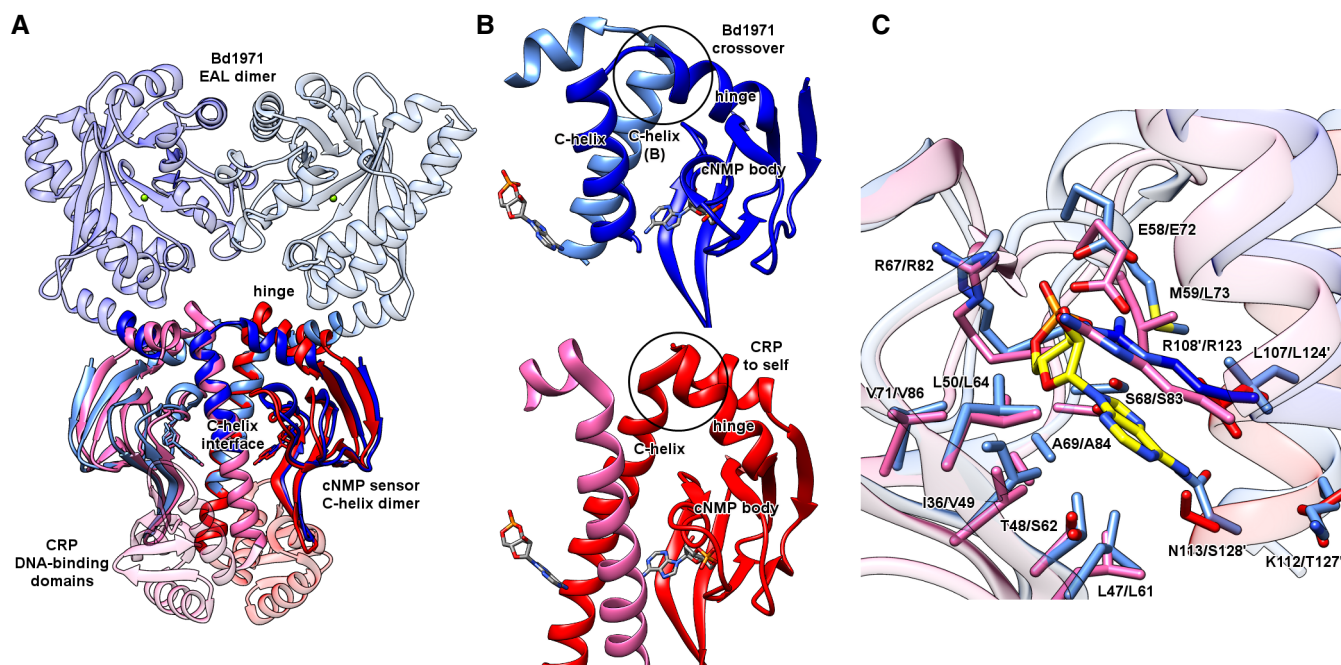 A
Bd1971
EAL dimer
hinge
C-helix
interface
cNMP sensor
C-helix dimer
CRP
DNA-binding
domains
B
Bd1971
crossover
hinge
C-helix
C-helix
(B)
cNMP body
CRP
to self
hinge
C-helix
cNMP body
C
E58/E72
R67/R82
M59/L73
R108'/R123
L107/L124'
L50/L64
V71/V86
S68/S83
A69/A84
I36/V49
T48/S62
N113/S128'
K112/T127'
L47/L61